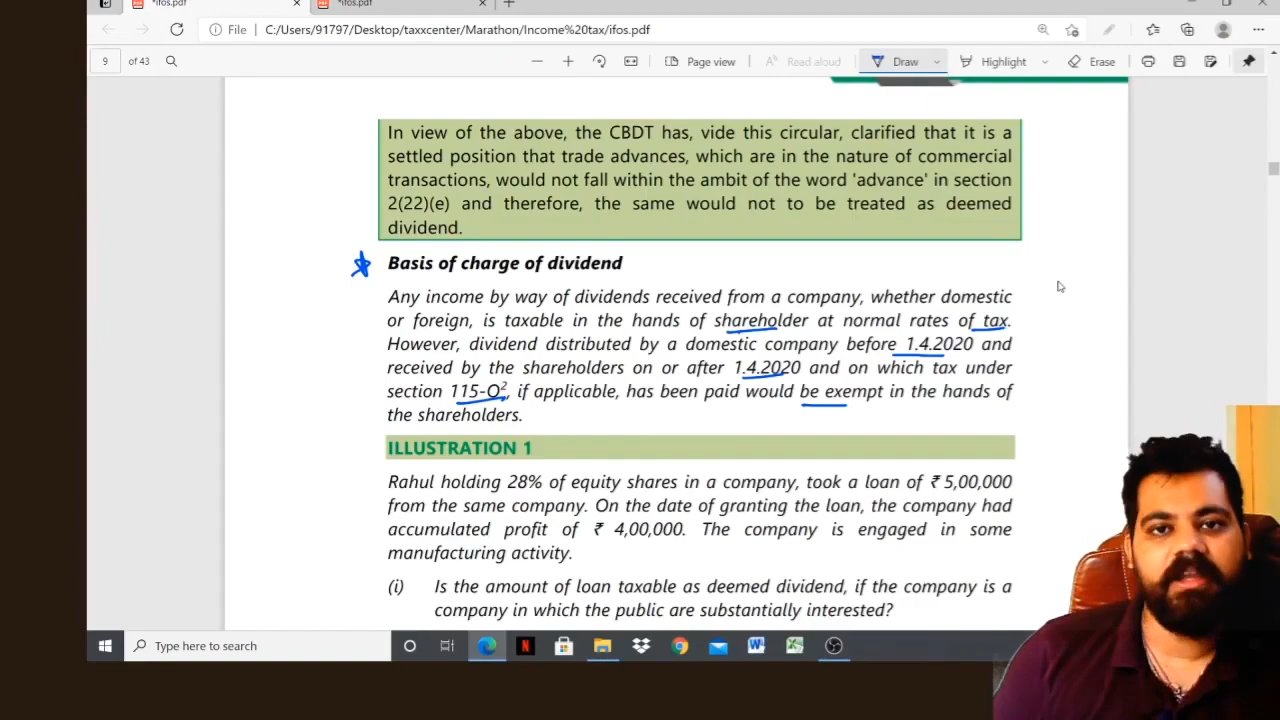 *ifos.pdf
*ifos.pdf
File C:/Users/91797/Desktop/taxxcenter/Marathon/Income%20tax/ifos.pdf
9 of 43 Page view Read aloud Draw Highlight Erase
In view of the above, the CBDT has, vide this circular, clarified that it is a
settled position that trade advances, which are in the nature of commercial
transactions, would not fall within the ambit of the word 'advance' in section
2(22)(e) and therefore, the same would not to be treated as deemed
dividend.
Basis of charge of dividend
Any income by way of dividends received from a company, whether domestic
or foreign, is taxable in the hands of shareholder at normal rates of tax.
However, dividend distributed by a domestic company before 1.4.2020 and
received by the shareholders on or after 1.4.2020 and on which tax under
section 115-O², if applicable, has been paid would be exempt in the hands of
the shareholders.
ILLUSTRATION 1
Rahul holding 28% of equity shares in a company, took a loan of ₹ 5,00,000
from the same company. On the date of granting the loan, the company had
accumulated profit of ₹ 4,00,000. The company is engaged in some
manufacturing activity.
(i) Is the amount of loan taxable as deemed dividend, if the company is a
company in which the public are substantially interested?
Type here to search